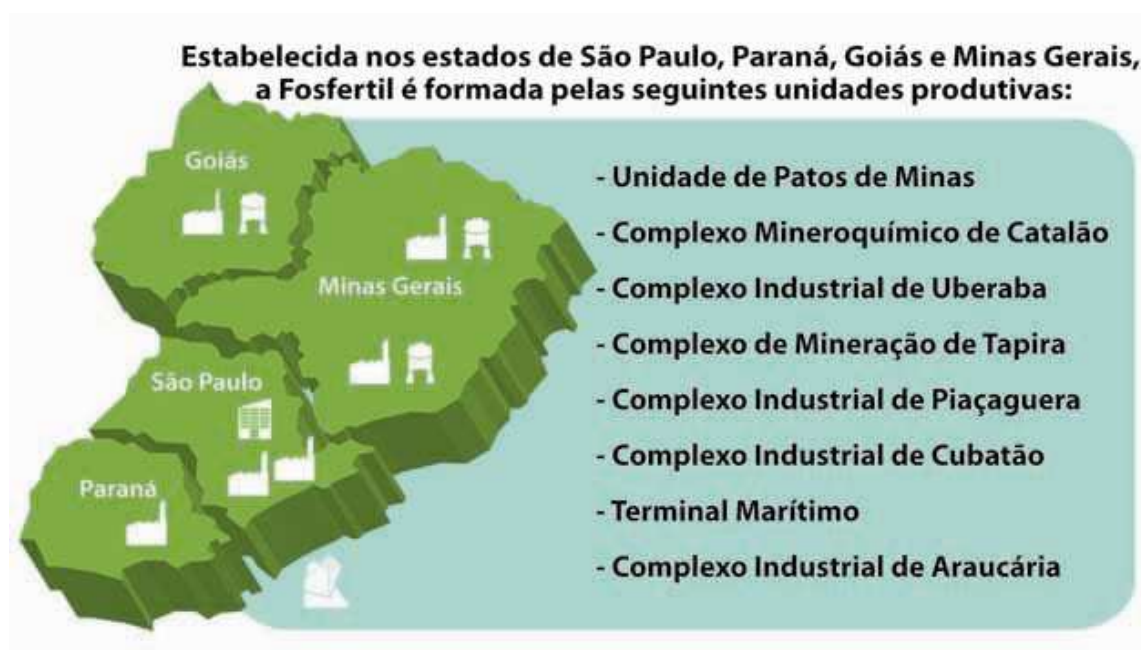 Estabelecida nos estados de São Paulo, Paraná, Goiás e Minas Gerais,
a Fosfertil é formada pelas seguintes unidades produtivas:
Goiás
Minas Gerais
São Paulo
Paraná
- Unidade de Patos de Minas
- Complexo Mineroquímico de Catalão
- Complexo Industrial de Uberaba
- Complexo de Mineração de Tapira
- Complexo Industrial de Piaçaguera
- Complexo Industrial de Cubatão
- Terminal Marítimo
- Complexo Industrial de Araucária